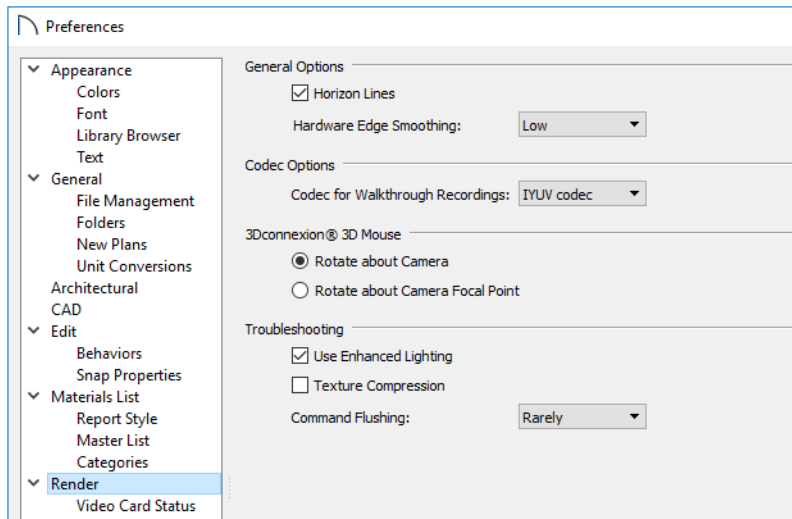 Preferences
Appearance
Colors
Font
Library Browser
Text
General
File Management
Folders
New Plans
Unit Conversions
Architectural
CAD
Edit
Behaviors
Snap Properties
Materials List
Report Style
Master List
Categories
Render
Video Card Status
General Options
Horizon Lines
Hardware Edge Smoothing: Low
Codec Options
Codec for Walkthrough Recordings: IYUV codec
3Dconnexion® 3D Mouse
Rotate about Camera
Rotate about Camera Focal Point
Troubleshooting
Use Enhanced Lighting
Texture Compression
Command Flushing: Rarely